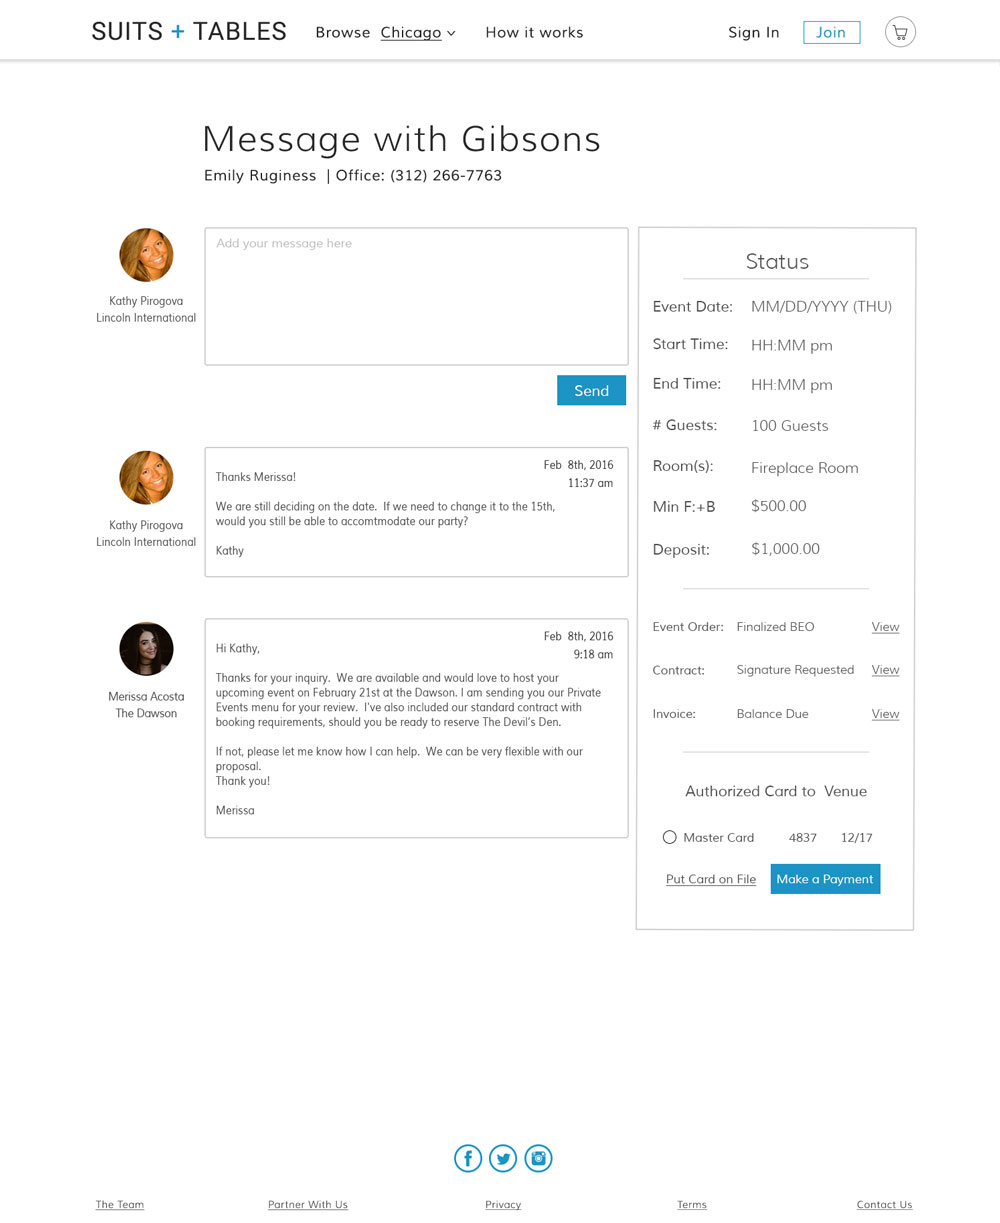 SUITS + TABLES Browse Chicago How it works Sign In Join
Message with Gibsons
Emily Ruginess | Office: (312) 266-7763
Add your message here
Kathy Pirogova
Lincoln International
Send
Feb 8th, 2016
11:37 am
Thanks Merissa!
We are still deciding on the date. If we need to change it to the 15th,
would you still be able to accomtmodate our party?
Kathy
Kathy Pirogova
Lincoln International
Feb 8th, 2016
9:18 am
Hi Kathy,
Thanks for your inquiry. We are available and would love to host your
upcoming event on February 21st at the Dawson. I am sending you our Private
Events menu for your review. I've also included our standard contract with
booking requirements, should you be ready to reserve The Devil's Den.
If not, please let me know how I can help. We can be very flexible with our
proposal.
Thank you!
Merissa
Merissa Acosta
The Dawson
Status
Event Date: MM/DD/YYYY (THU)
Start Time: HH:MM pm
End Time: HH:MM pm
# Guests: 100 Guests
Room(s): Fireplace Room
Min F:+B $500.00
Deposit: $1,000.00
Event Order: Finalized BEO View
Contract: Signature Requested View
Invoice: Balance Due View
Authorized Card to Venue
Master Card 4837 12/17
Put Card on File Make a Payment
The Team Partner With Us Privacy Terms Contact Us